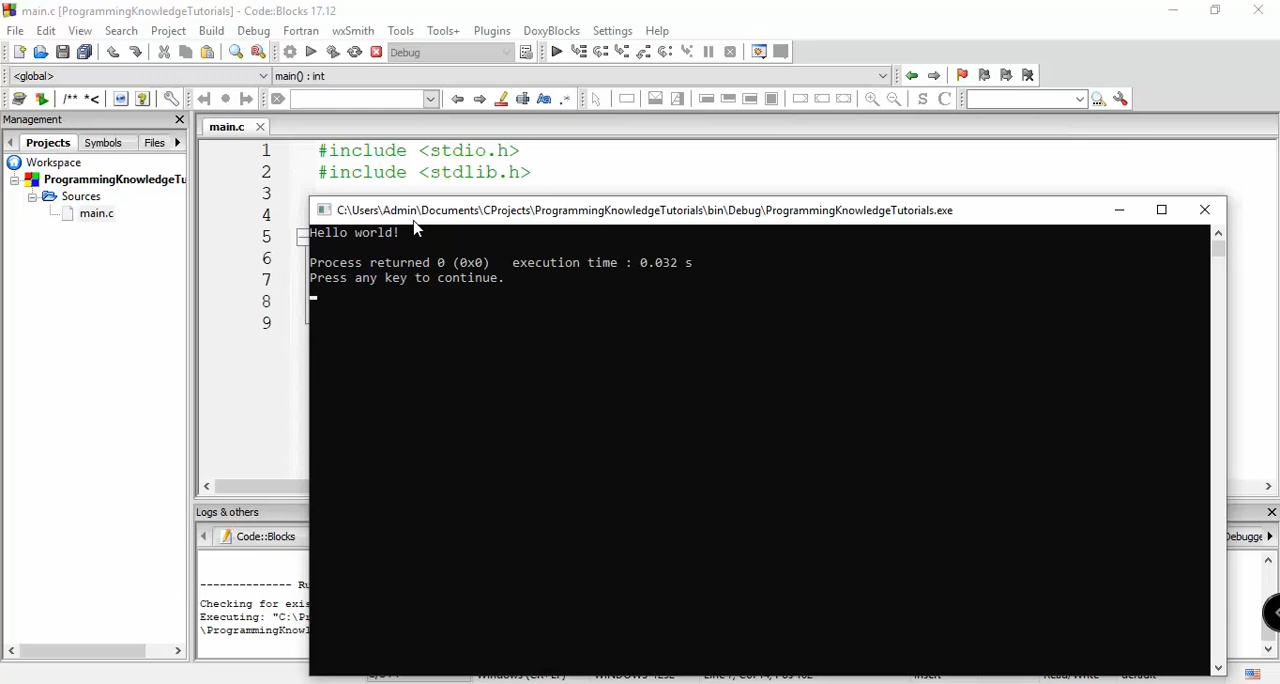 main.c [ProgrammingKnowledgeTutorials] - Code::Blocks 17.12
File Edit View Search Project Build Debug Fortran wxSmith Tools Tools+ Plugins DoxyBlocks Settings Help
Debug
<global> main() : int
/** *<
S C
Management
Projects Symbols Files
Workspace
ProgrammingKnowledgeTu
Sources
main.c
main.c
1 #include <stdio.h>
2 #include <stdlib.h>
3
4
5
6
7
8
9
C:\Users\Admin\Documents\CProjects\ProgrammingKnowledgeTutorials\bin\Debug\ProgrammingKnowledgeTutorials.exe
Hello world!
Process returned 0 (0x0) execution time : 0.032 s
Press any key to continue.
Logs & others
Code::Blocks
Debugge
-------------- Ru
Checking for exis
Executing: "C:\Pr
\ProgrammingKnowl